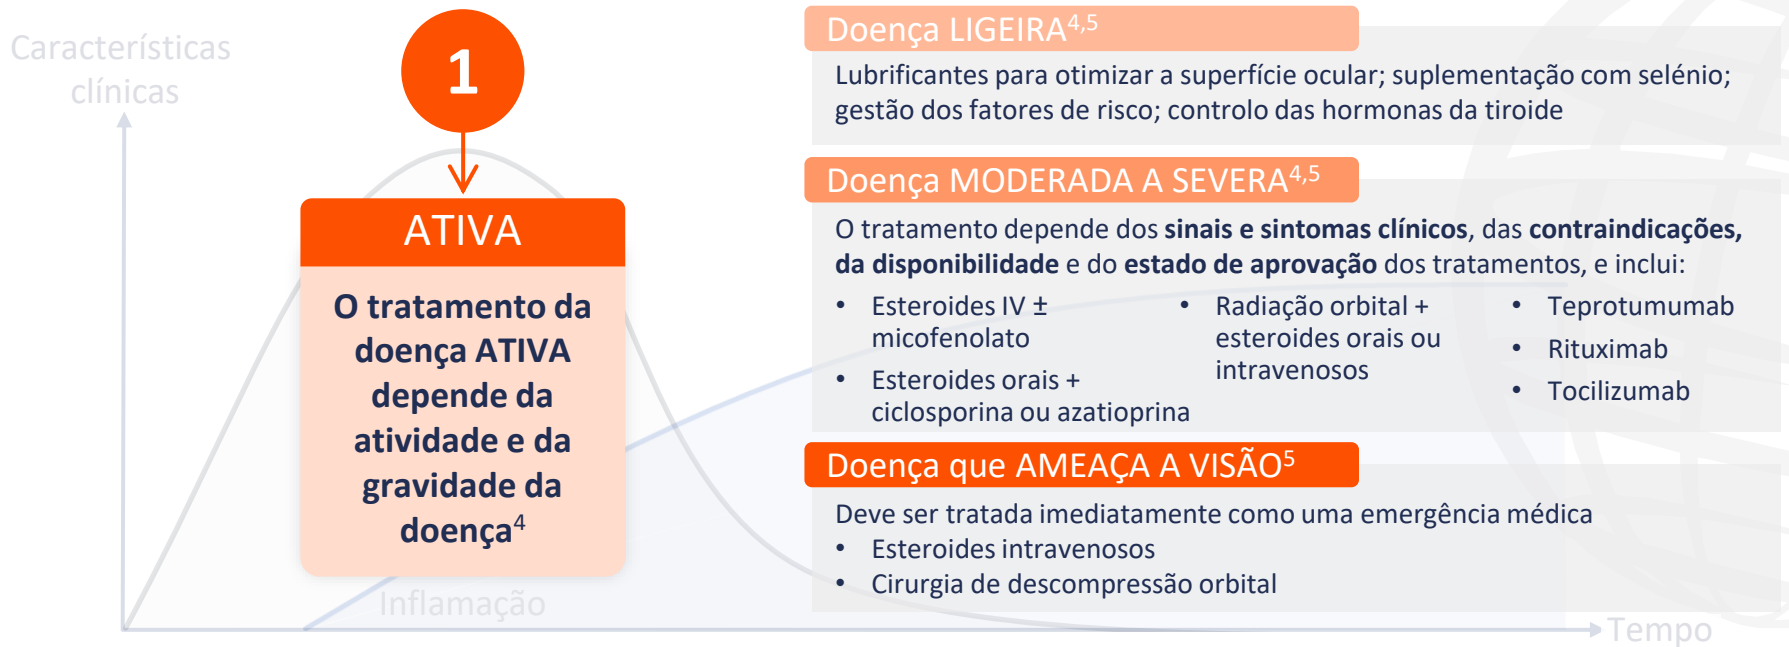 Características
clínicas
1
ATIVA
O tratamento da
doença ATIVA
depende da
atividade e da
gravidade da
doença4
Inflamação
Tempo
Doença LIGEIRA4,5
Lubrificantes para otimizar a superfície ocular; suplementação com selénio;
gestão dos fatores de risco; controlo das hormonas da tiroide
Doença MODERADA A SEVERA4,5
O tratamento depende dos sinais e sintomas clínicos, das contraindicações,
da disponibilidade e do estado de aprovação dos tratamentos, e inclui:
• Esteroides IV ±
micofenolato
• Esteroides orais +
ciclosporina ou azatioprina
• Radiação orbital +
esteroides orais ou
intravenosos
• Teprotumumab
• Rituximab
• Tocilizumab
Doença que AMEAÇA A VISÃO5
Deve ser tratada imediatamente como uma emergência médica
• Esteroides intravenosos
• Cirurgia de descompressão orbital